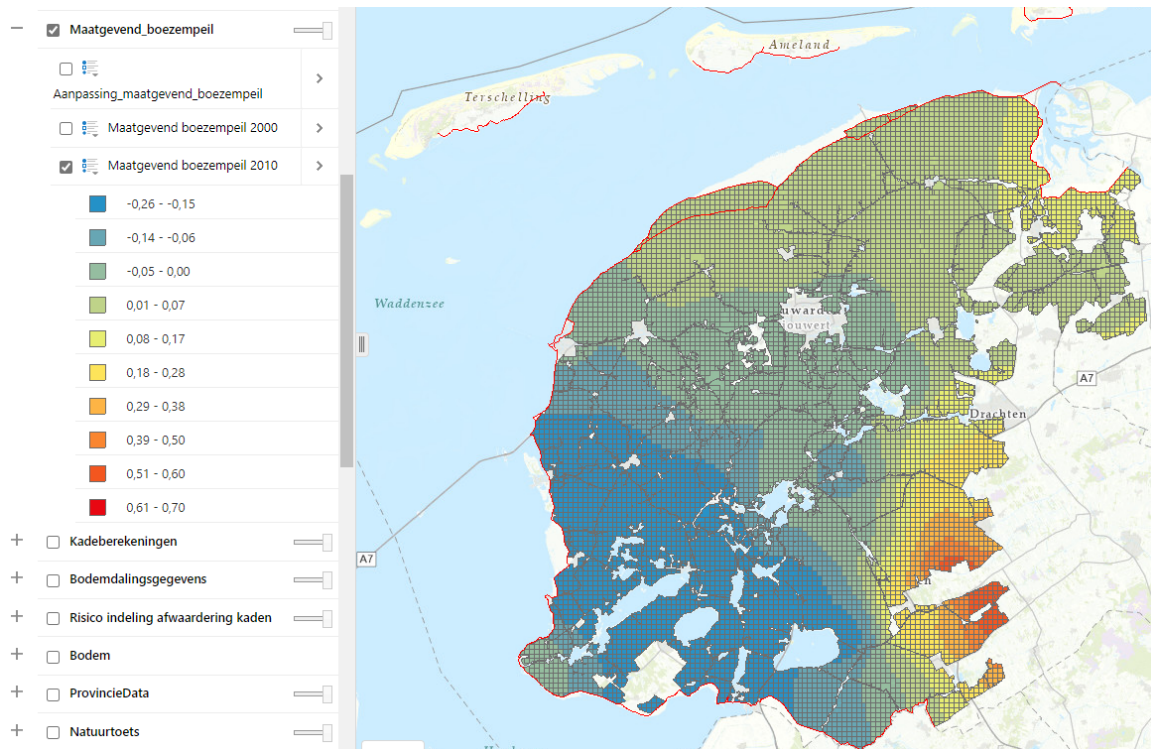 Maatgevend_boezempeil
Aanpassing_maatgevend_boezempeil
Maatgevend boezempeil 2000
Maatgevend boezempeil 2010
-0,26 - -0,15
-0,14 - -0,06
-0,05 - 0,00
0,01 - 0,07
0,08 - 0,17
0,18 - 0,28
0,29 - 0,38
0,39 - 0,50
0,51 - 0,60
0,61 - 0,70
Kadeberekeningen
Bodemdalingsgegevens
Risico indeling afwaardering kaden
Bodem
ProvincieData
Natuurtoets
Ameland
Terschelling
Waddenzee
A7
Drachten
A7